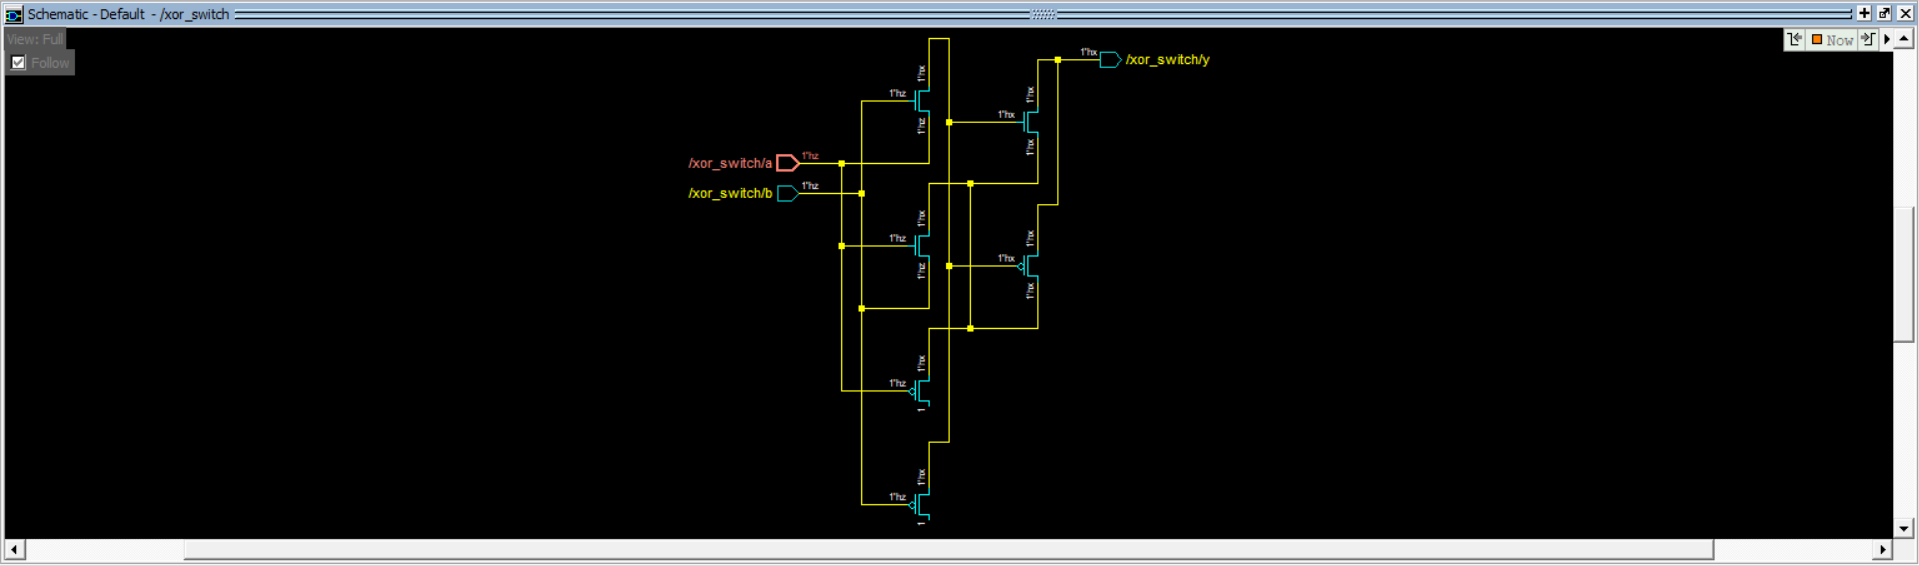 Schematic - Default - /xor_switch
View: Full
Follow
Now
1'hx
/xor_switch/y
1'hx
1'hz
1'hz
1'hx
1'hx
1'hx
/xor_switch/a
1'hz
/xor_switch/b
1'hz
1'hx
1'hz
1'hz
1'hx
1'hx
1'hx
1'hx
1'hz
1
1'hx
1'hz
1